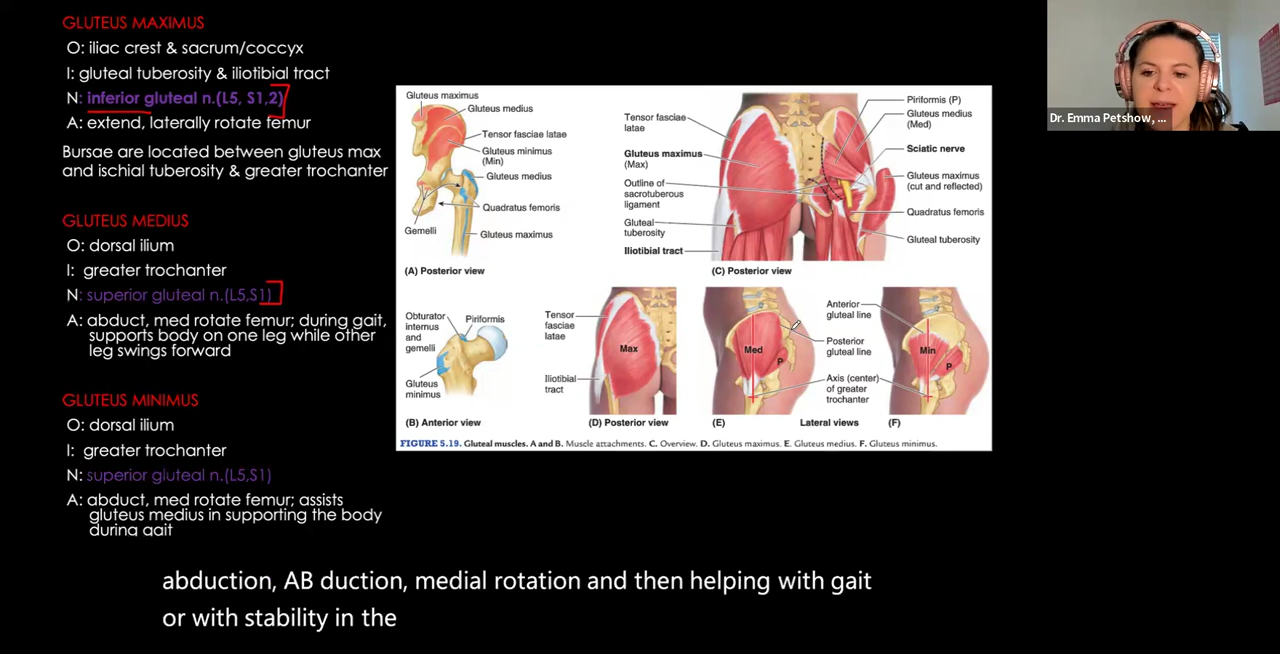 GLUTEUS MAXIMUS
O: iliac crest & sacrum/coccyx
I: gluteal tuberosity & iliotibial tract
N: inferior gluteal n.(L5, S1,2)
A: extend, laterally rotate femur
Bursae are located between gluteus max
and ischial tuberosity & greater trochanter
GLUTEUS MEDIUS
O: dorsal ilium
I: greater trochanter
N: superior gluteal n.(L5,S1)
A: abduct, med rotate femur; during gait,
supports body on one leg while other
leg swings forward
GLUTEUS MINIMUS
O: dorsal ilium
I: greater trochanter
N: superior gluteal n.(L5,S1)
A: abduct, med rotate femur; assists
gluteus medius in supporting the body
during gait
Gluteus maximus
Gluteus medius
Tensor fasciae latae
Gluteus minimus
(Min)
Gluteus medius
Quadratus femoris
Gemelli
Gluteus maximus
(A) Posterior view
Tensor fasciae
latae
Gluteus maximus
(Max)
Outline of
sacrotuberous
ligament
Gluteal
tuberosity
Iliotibial tract
Piriformis (P)
Gluteus medius
(Med)
Sciatic nerve
Gluteus maximus
(cut and reflected)
Quadratus femoris
Gluteal tuberosity
(C) Posterior view
Obturator
internus
and
gemelli
Piriformis
Gluteus
minimus
(B) Anterior view
Tensor
fasciae
latae
Max
Iliotibial
tract
(D) Posterior view
Med
P
(E)
Anterior
gluteal line
Posterior
gluteal line
Axis (center)
of greater
trochanter
Lateral views
Min
P
(F)
FIGURE 5.19. Gluteal muscles. A and B. Muscle attachments. C. Overview. D. Gluteus maximus. E. Gluteus medius. F. Gluteus minimus.
Dr. Emma Petshow, ...
abduction, AB duction, medial rotation and then helping with gait
or with stability in the